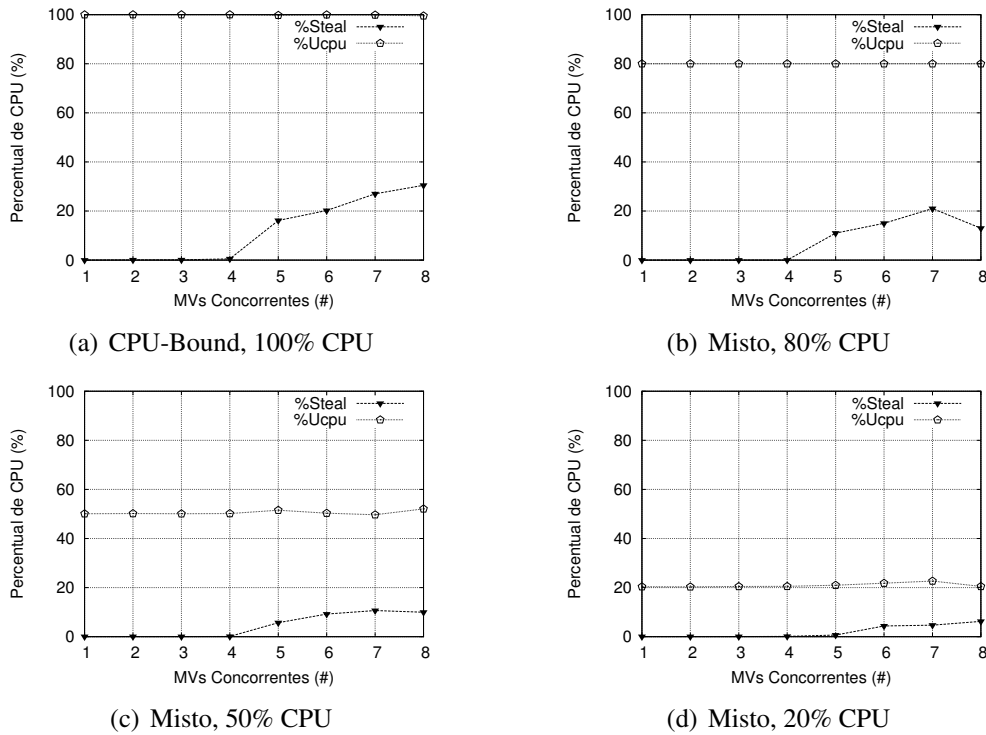 %Steal
%Ucpu
Percentual de CPU (%)
100
80
60
40
20
0
1 2 3 4 5 6 7 8
MVs Concorrentes (#)
(a) CPU-Bound, 100% CPU
%Steal
%Ucpu
Percentual de CPU (%)
100
80
60
40
20
0
1 2 3 4 5 6 7 8
MVs Concorrentes (#)
(b) Misto, 80% CPU
%Steal
%Ucpu
Percentual de CPU (%)
100
80
60
40
20
0
1 2 3 4 5 6 7 8
MVs Concorrentes (#)
(c) Misto, 50% CPU
%Steal
%Ucpu
Percentual de CPU (%)
100
80
60
40
20
0
1 2 3 4 5 6 7 8
MVs Concorrentes (#)
(d) Misto, 20% CPU